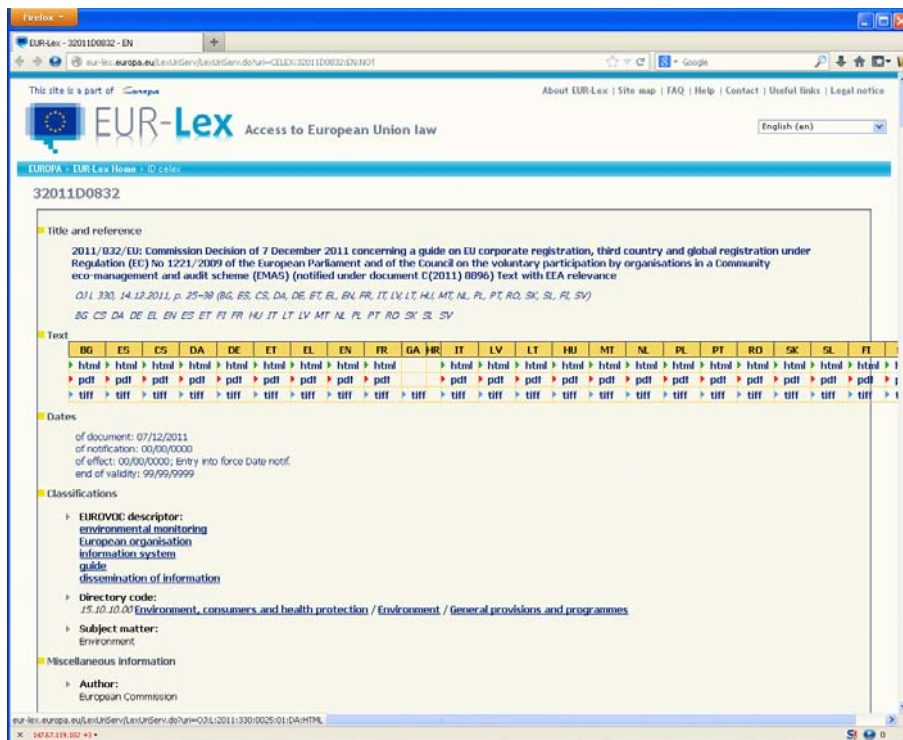 Firefox
EUR-Lex - 32011D0832 - EN
eur-lex.europa.eu/LexUriServ/LexUriServ.do?uri=CELEX:32011D0832:EN:NOT
Google
This site is a part of Europa
About EUR-Lex | Site map | FAQ | Help | Contact | Useful links | Legal notice
EUR-Lex Access to European Union law
English (en)
EUROPA > EUR-Lex Home > ID celex
32011D0832
Title and reference
2011/832/EU: Commission Decision of 7 December 2011 concerning a guide on EU corporate registration, third country and global registration under
Regulation (EC) No 1221/2009 of the European Parliament and of the Council on the voluntary participation by organisations in a Community
eco-management and audit scheme (EMAS) (notified under document C(2011) 8896) Text with EEA relevance
OJ L 330, 14.12.2011, p. 25–38 (BG, ES, CS, DA, DE, ET, EL, EN, FR, IT, LV, LT, HU, MT, NL, PL, PT, RO, SK, SL, FI, SV)
BG CS DA DE EL EN ES ET FI FR HU IT LT LV MT NL PL PT RO SK SL SV
Text
BG ES CS DA DE ET EL EN FR GA HR IT LV LT HU MT NL PL PT RO SK SL FI
html html html html html html html html html html html html html html html html html html html html html
pdf pdf pdf pdf pdf pdf pdf pdf pdf pdf pdf pdf pdf pdf pdf pdf pdf pdf pdf pdf pdf
tiff tiff tiff tiff tiff tiff tiff tiff tiff tiff tiff tiff tiff tiff tiff tiff tiff tiff tiff tiff tiff tiff
Dates
of document: 07/12/2011
of notification: 00/00/0000
of effect: 00/00/0000; Entry into force Date notif.
end of validity: 99/99/9999
Classifications
EUROVOC descriptor:
environmental monitoring
European organisation
information system
guide
dissemination of information
Directory code:
15.10.10.00 Environment, consumers and health protection / Environment / General provisions and programmes
Subject matter:
Environment
Miscellaneous information
Author:
European Commission
eur-lex.europa.eu/LexUriServ/LexUriServ.do?uri=OJ:L:2011:330:0025:01:DA:HTML
147.67.119.102 +3
0